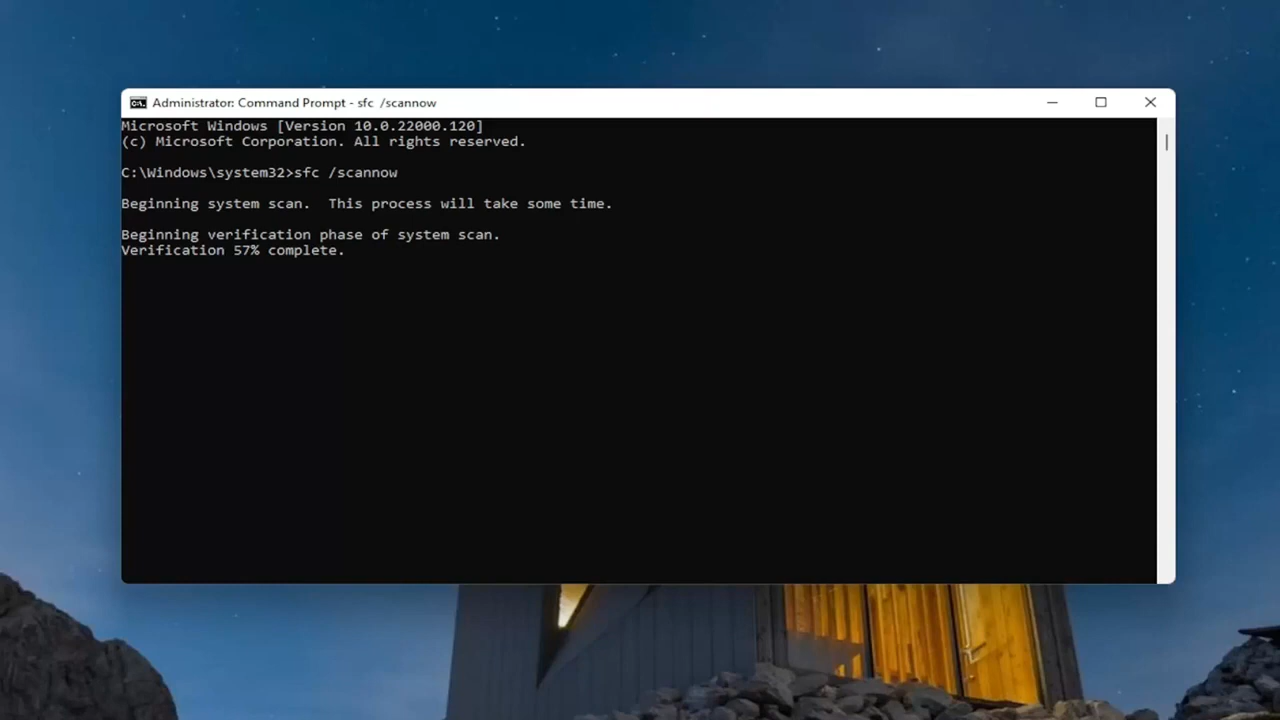 Administrator: Command Prompt - sfc  /scannow
Microsoft Windows [Version 10.0.22000.120]
(c) Microsoft Corporation. All rights reserved.
C:\Windows\system32>sfc /scannow
Beginning system scan.  This process will take some time.
Beginning verification phase of system scan.
Verification 57% complete.